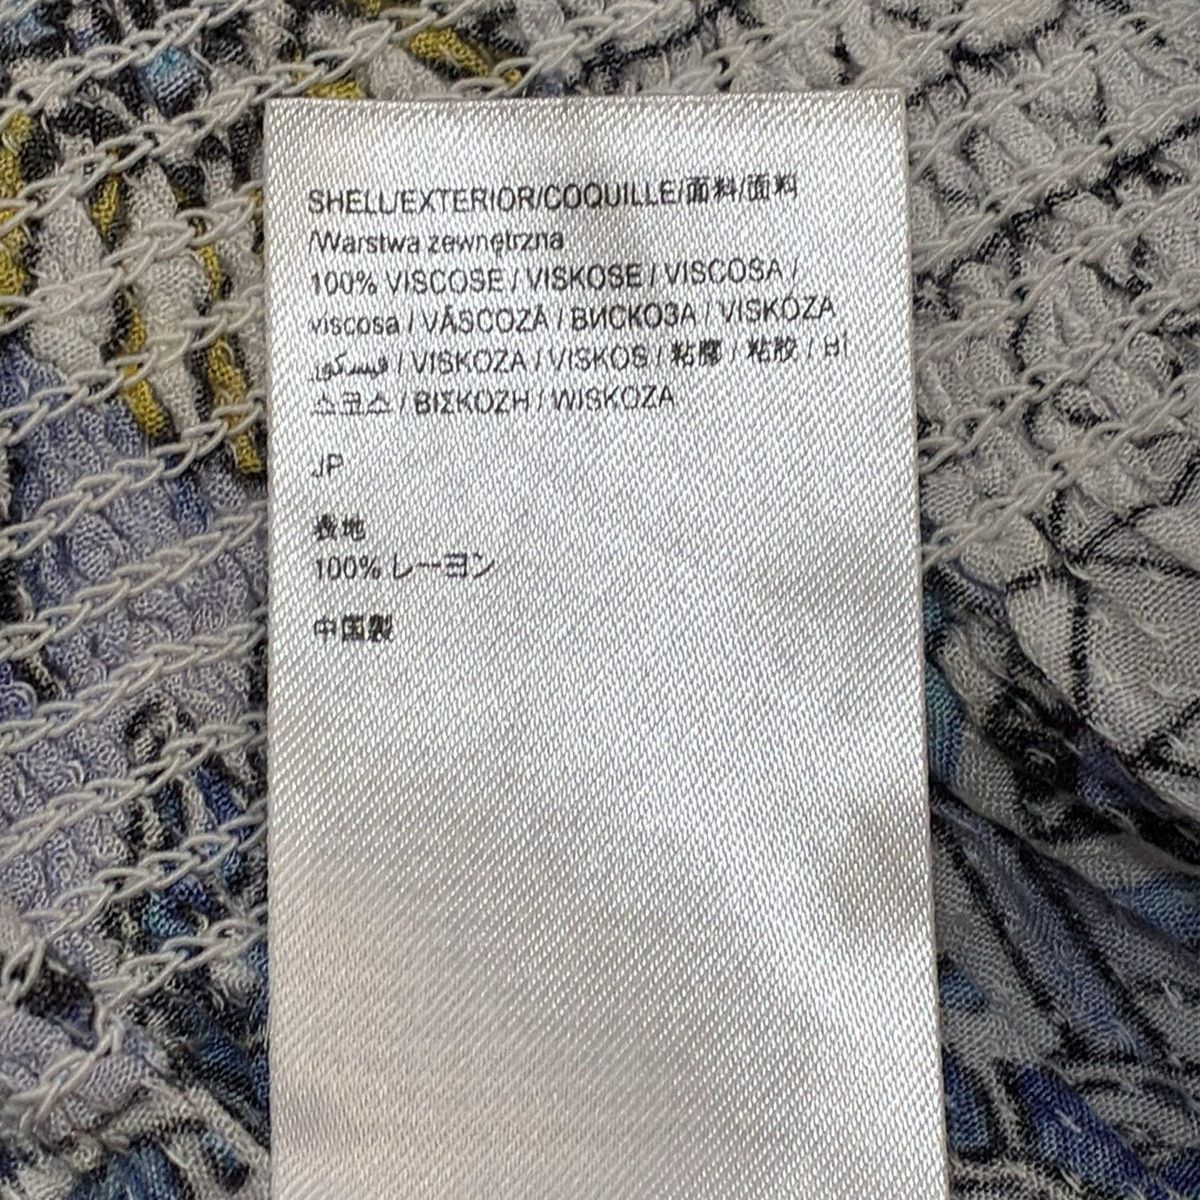 SHELL/EXTERIOR/COQUILLE/面料/面料
/Warstwa zewnętrzna
100% VISCOSE / VISKOSE / VISCOSA /
viscosa / VÃSCOZÃ / ВИСКОЗА / VISKOZA
فيسكوز / VISKOZA / VISKOS / 粘膠 / 粘胶 / 비
스코스 / ΒΙΣΚΟΖΗ / WISKOZA
JP
表地
100% レーヨン
中国製